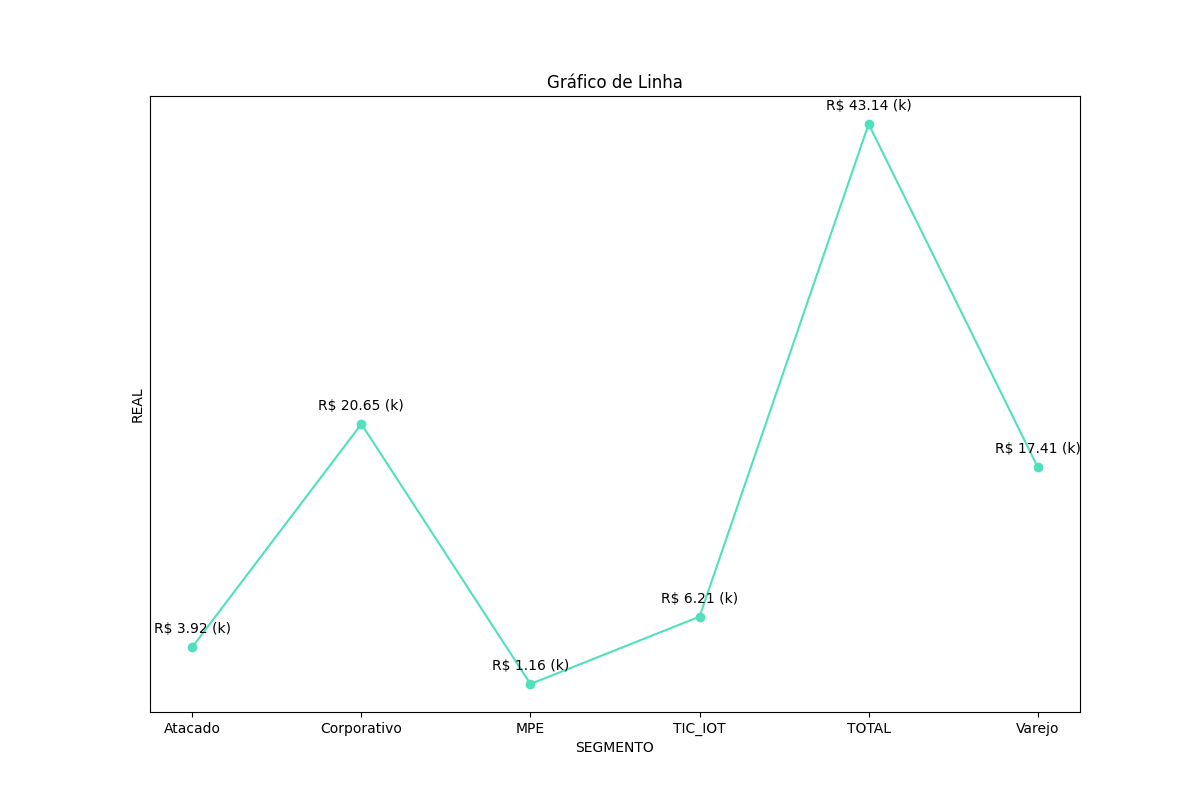 Gráfico de Linha
R$ 43.14 (k)
R$ 20.65 (k)
REAL
R$ 17.41 (k)
R$ 6.21 (k)
R$ 3.92 (k)
R$ 1.16 (k)
Atacado Corporativo MPE TIC_IOT TOTAL Varejo
SEGMENTO